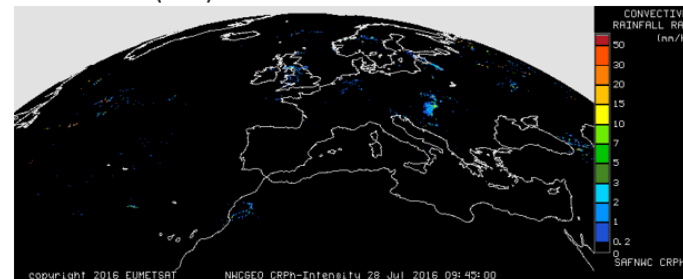 CONVECTIVE
RAINFALL RA
(mm/h
50
30
20
15
10
7
5
3
2
1
0.2
0
SAFNWC CRPh
copyright 2016 EUMETSAT NWCGEO CRPh-Intensity 28 Jul 2016 09:45:00